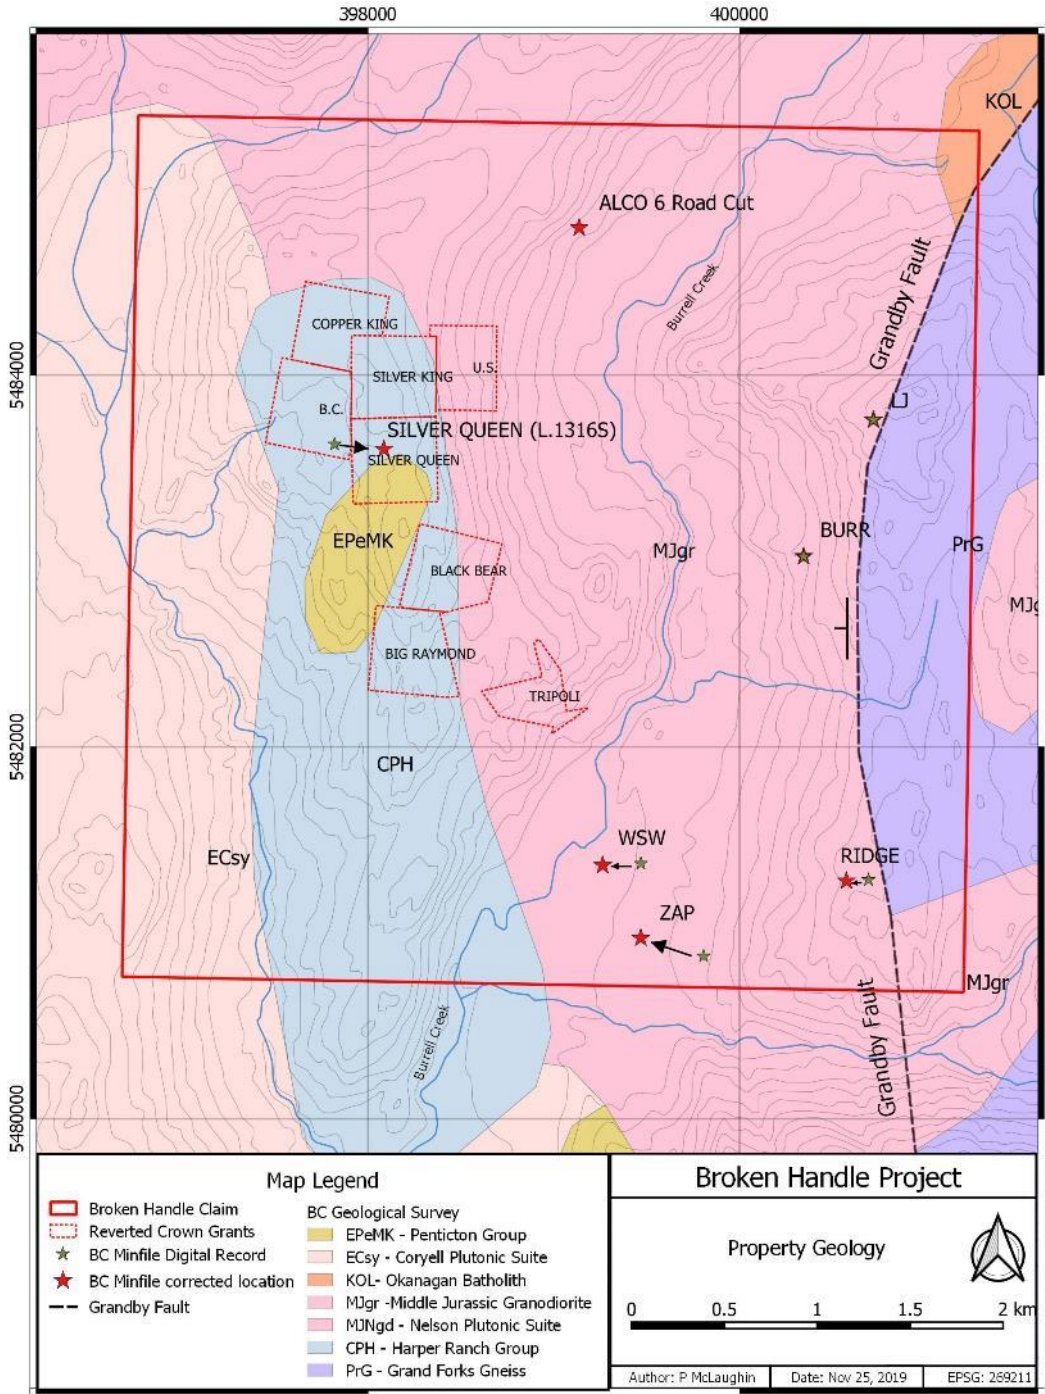 398000
400000
KOL
ALCO 6 Road Cut
Burrell Creek
Grandby Fault
COPPER KING
5484000
U.S.
SILVER KING
B.C.
SILVER QUEEN (L.1316S)
SILVER QUEEN
BURR
EPeMK
MJgr
PrG
BLACK BEAR
BIG RAYMOND
TRIPOLI
5482000
CPH
WSW
ECsy
RIDGE
ZAP
MJgr
Grandby Fault
Burrell Creek
5480000
Map Legend
Broken Handle Claim
Reverted Crown Grants
BC Minfile Digital Record
BC Minfile corrected location
Grandby Fault
BC Geological Survey
EPeMK - Penticton Group
ECsy - Coryell Plutonic Suite
KOL- Okanagan Batholith
MJgr -Middle Jurassic Granodiorite
MJNgd - Nelson Plutonic Suite
CPH - Harper Ranch Group
PrG - Grand Forks Gneiss
Broken Handle Project
Property Geology
0 0.5 1 1.5 2 km
Author: P McLaughin
Date: Nov 25, 2019
EPSG: 269211